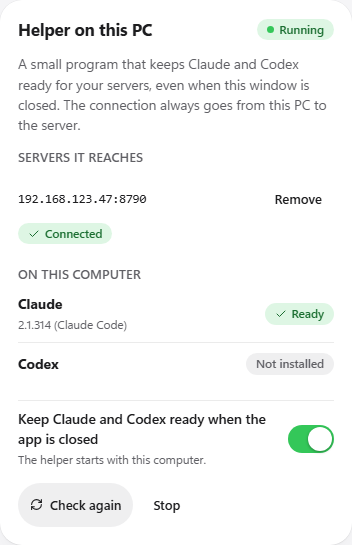 Helper on this PC
Running
A small program that keeps Claude and Codex
ready for your servers, even when this window is
closed. The connection always goes from this PC to
the server.
SERVERS IT REACHES
192.168.123.47:8790
Remove
Connected
ON THIS COMPUTER
Claude
Ready
2.1.314 (Claude Code)
Codex
Not installed
Keep Claude and Codex ready when the
app is closed
The helper starts with this computer.
Check again
Stop